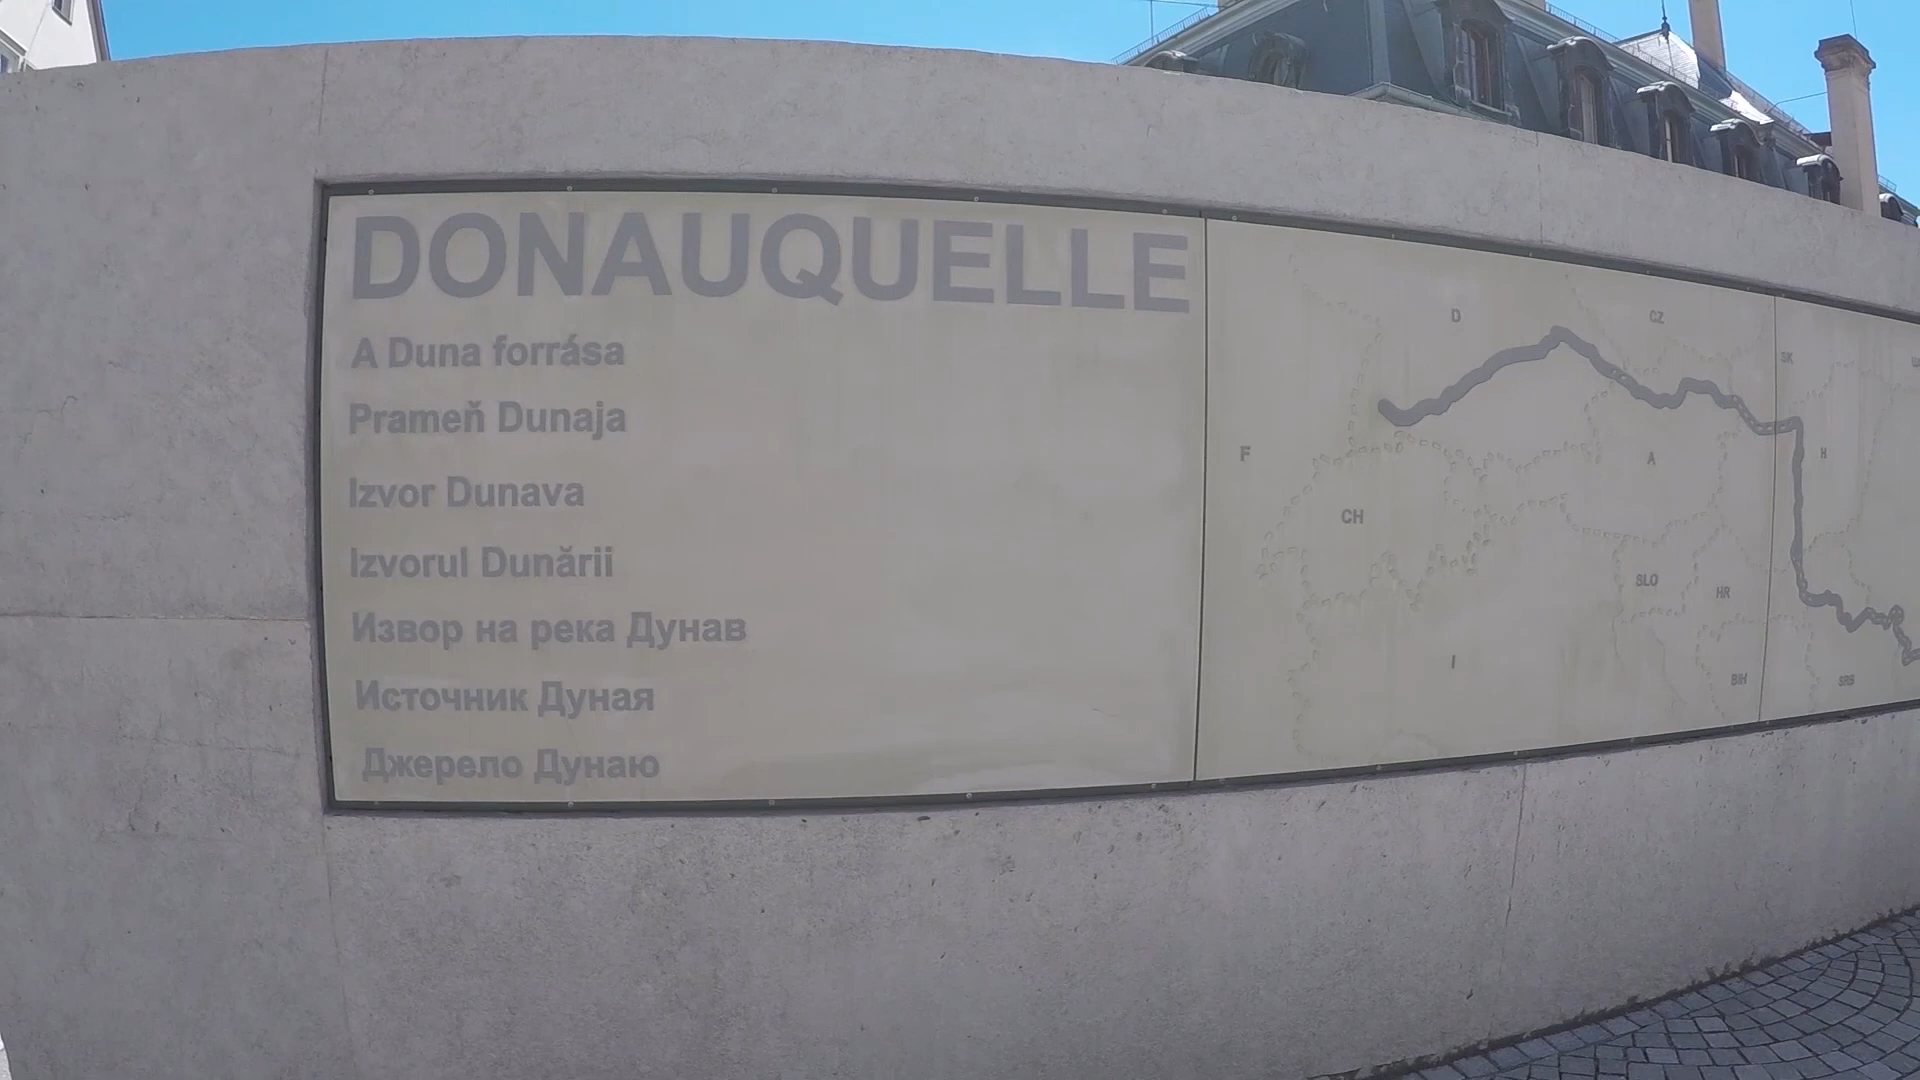 DONAUQUELLE
A Duna forrása
Prameň Dunaja
Izvor Dunava
Izvorul Dunării
Извор на река Дунав
Источник Дуная
Джерело Дунаю
D
CZ
SK
F
A
H
CH
SLO
HR
I
BIH
SRB